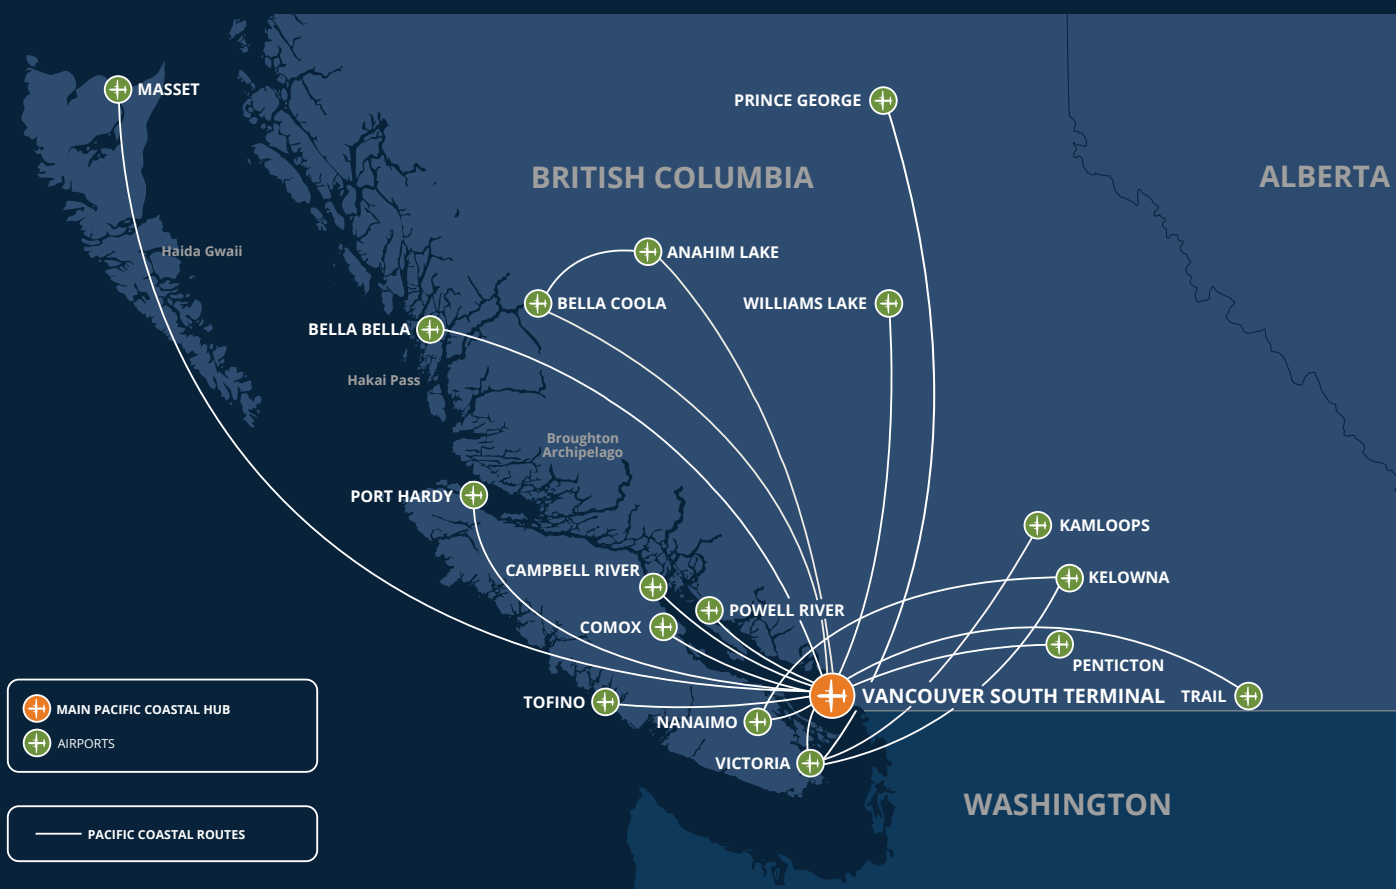 MASSET
PRINCE GEORGE
BRITISH COLUMBIA
ALBERTA
Haida Gwaii
ANAHIM LAKE
BELLA COOLA
WILLIAMS LAKE
BELLA BELLA
Hakai Pass
Broughton
Archipelago
PORT HARDY
KAMLOOPS
CAMPBELL RIVER
KELOWNA
POWELL RIVER
COMOX
PENTICTON
VANCOUVER SOUTH TERMINAL
TRAIL
TOFINO
NANAIMO
VICTORIA
WASHINGTON
MAIN PACIFIC COASTAL HUB
AIRPORTS
PACIFIC COASTAL ROUTES